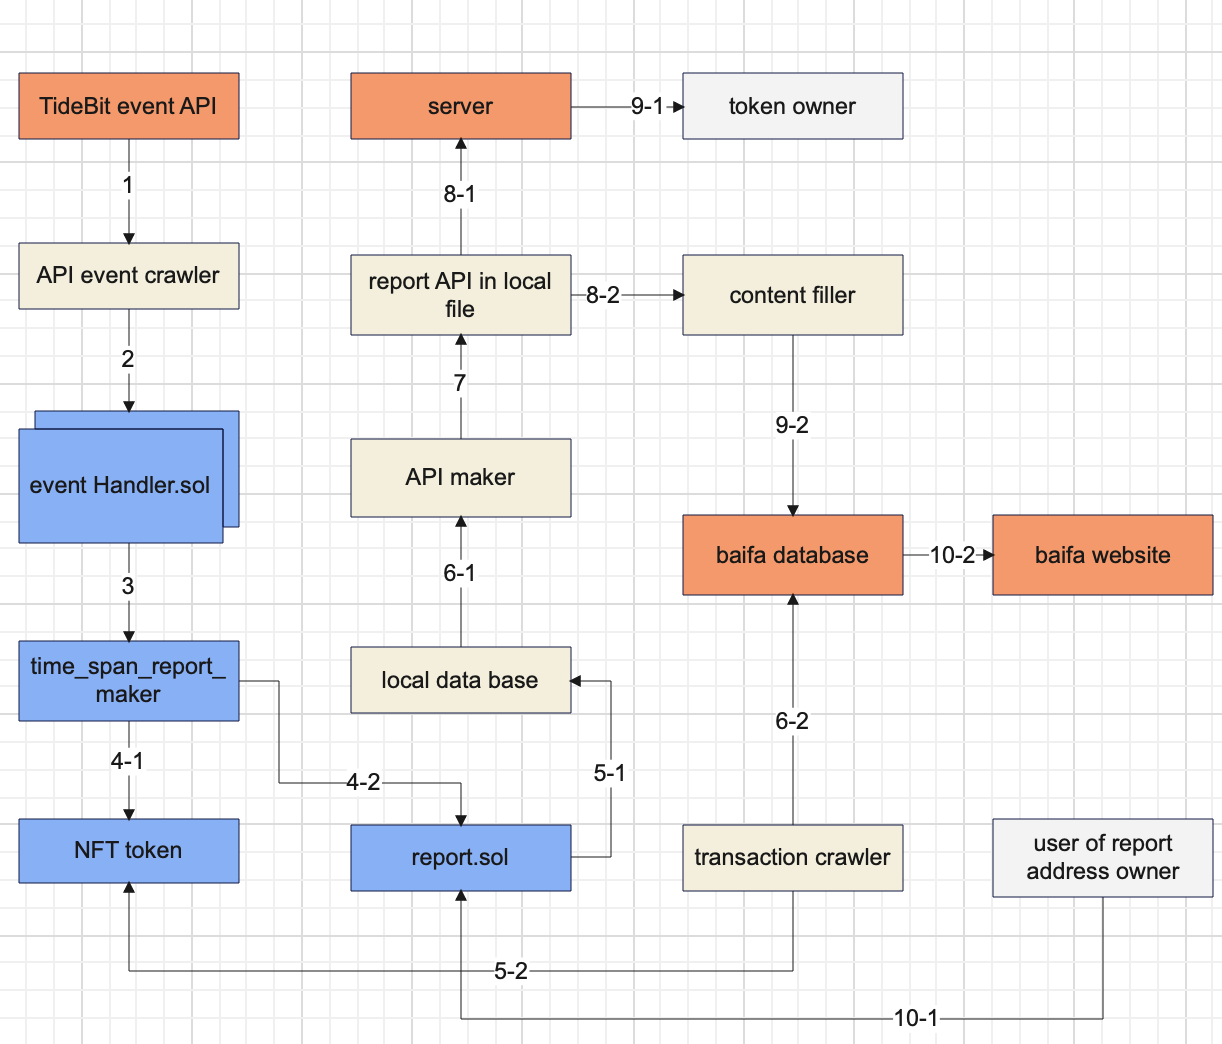 TideBit event API
server
9-1
token owner
1
8-1
API event crawler
report API in local
file
8-2
content filler
2
7
9-2
event Handler.sol
API maker
baifa database
10-2
baifa website
3
6-1
time_span_report_
maker
local data base
6-2
4-1
4-2
5-1
NFT token
report.sol
transaction crawler
user of report
address owner
5-2
10-1